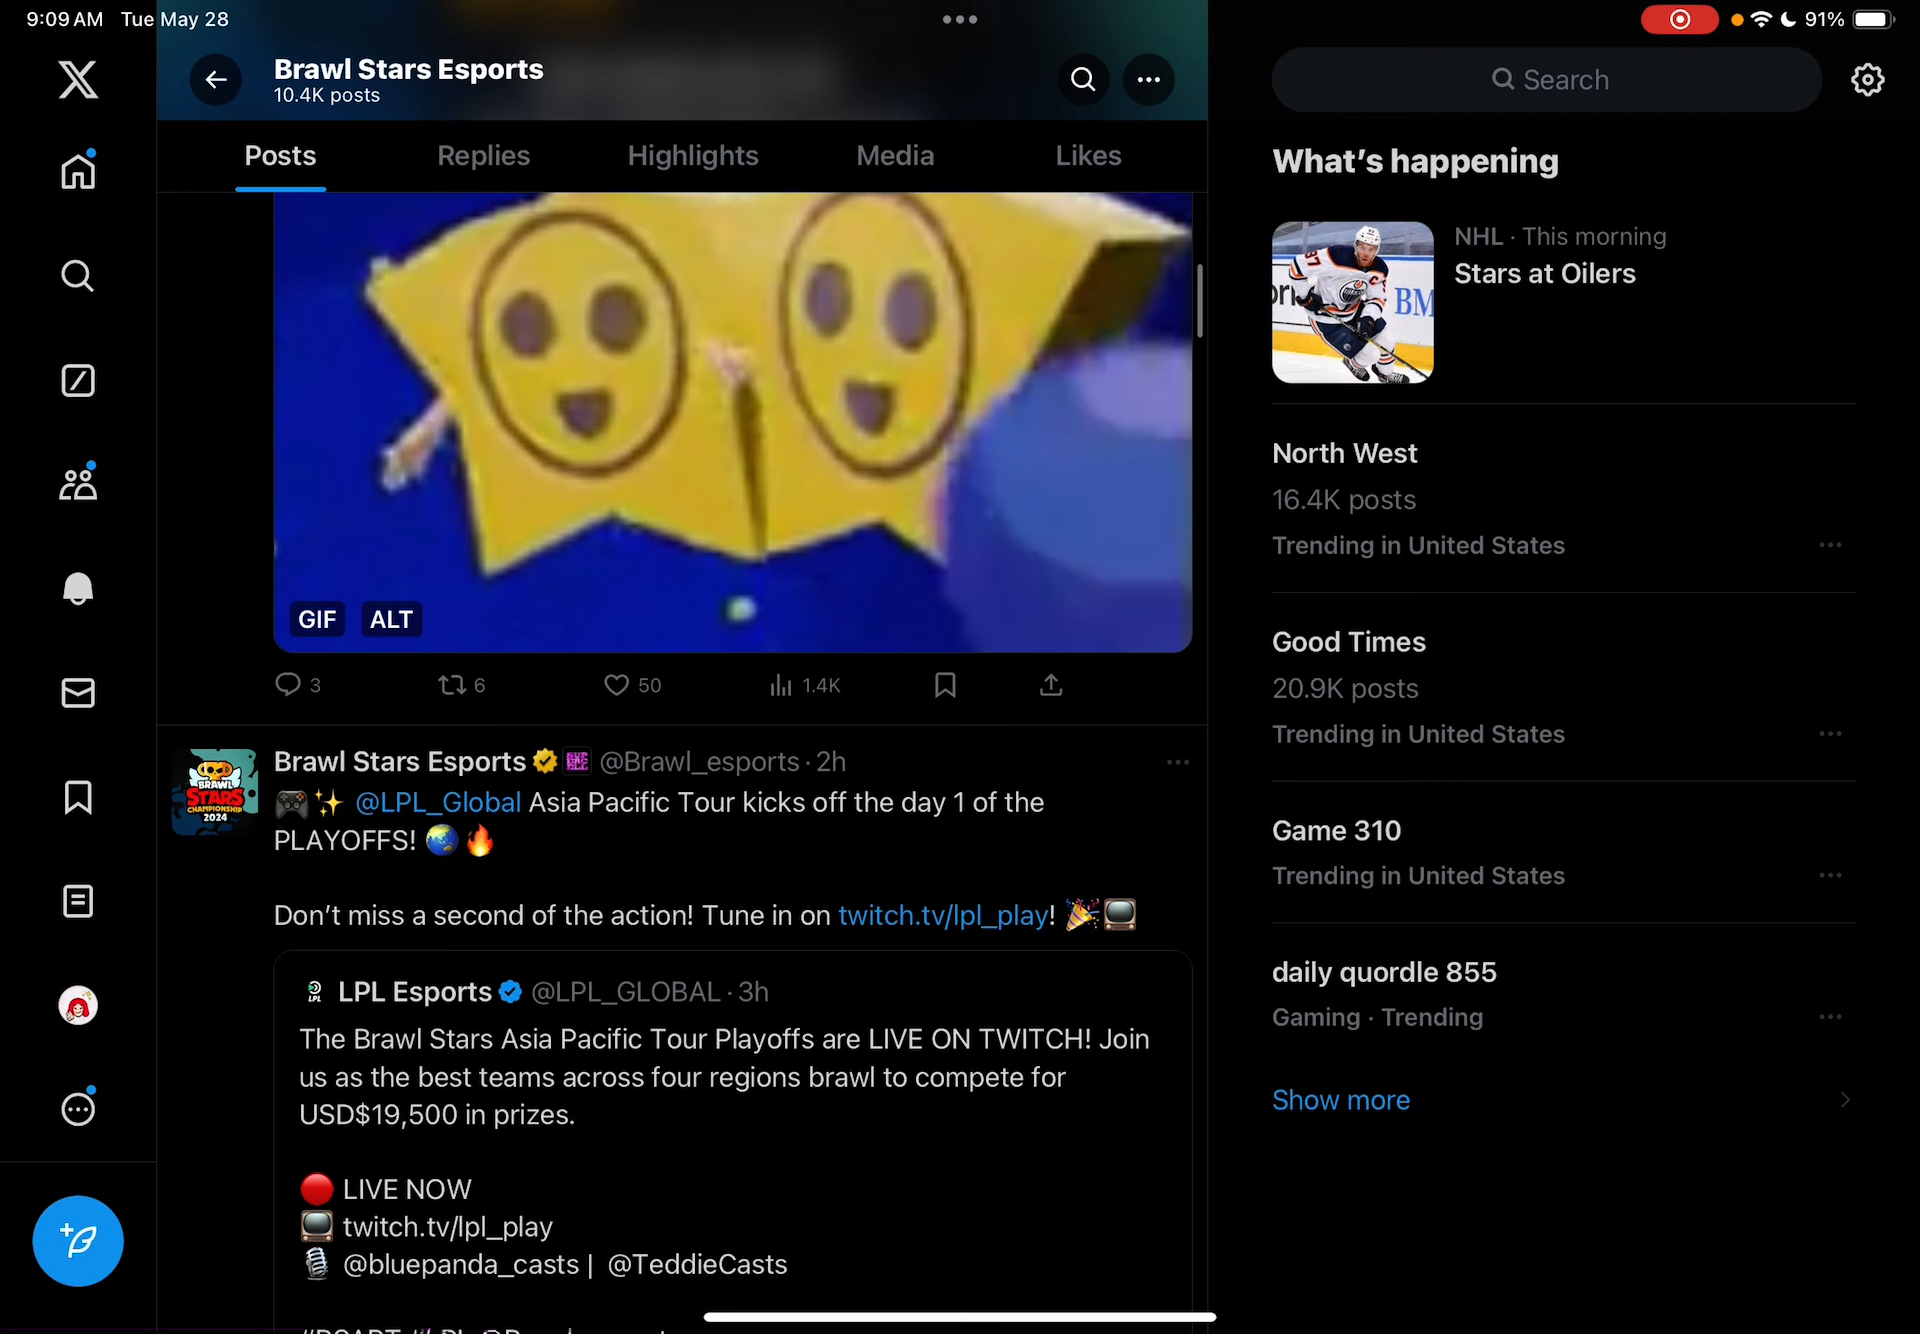 9:09 AM Tue May 28
91%
Brawl Stars Esports
10.4K posts
Posts
Replies
Highlights
Media
Likes
GIF
ALT
3
6
50
1.4K
Brawl Stars Esports @Brawl_esports · 2h
🎮✨ @LPL_Global Asia Pacific Tour kicks off the day 1 of the
PLAYOFFS! 🌏🔥
Don’t miss a second of the action! Tune in on twitch.tv/lpl_play! 🎉📺
LPL Esports @LPL_GLOBAL · 3h
The Brawl Stars Asia Pacific Tour Playoffs are LIVE ON TWITCH! Join
us as the best teams across four regions brawl to compete for
USD$19,500 in prizes.
🔴 LIVE NOW
📺 twitch.tv/lpl_play
🎙️ @bluepanda_casts | @TeddieCasts
BRAWL
STARS
CHAMPIONSHIP
2024
Search
What’s happening
NHL · This morning
Stars at Oilers
97
BM
North West
16.4K posts
Trending in United States
Good Times
20.9K posts
Trending in United States
Game 310
Trending in United States
daily quordle 855
Gaming · Trending
Show more